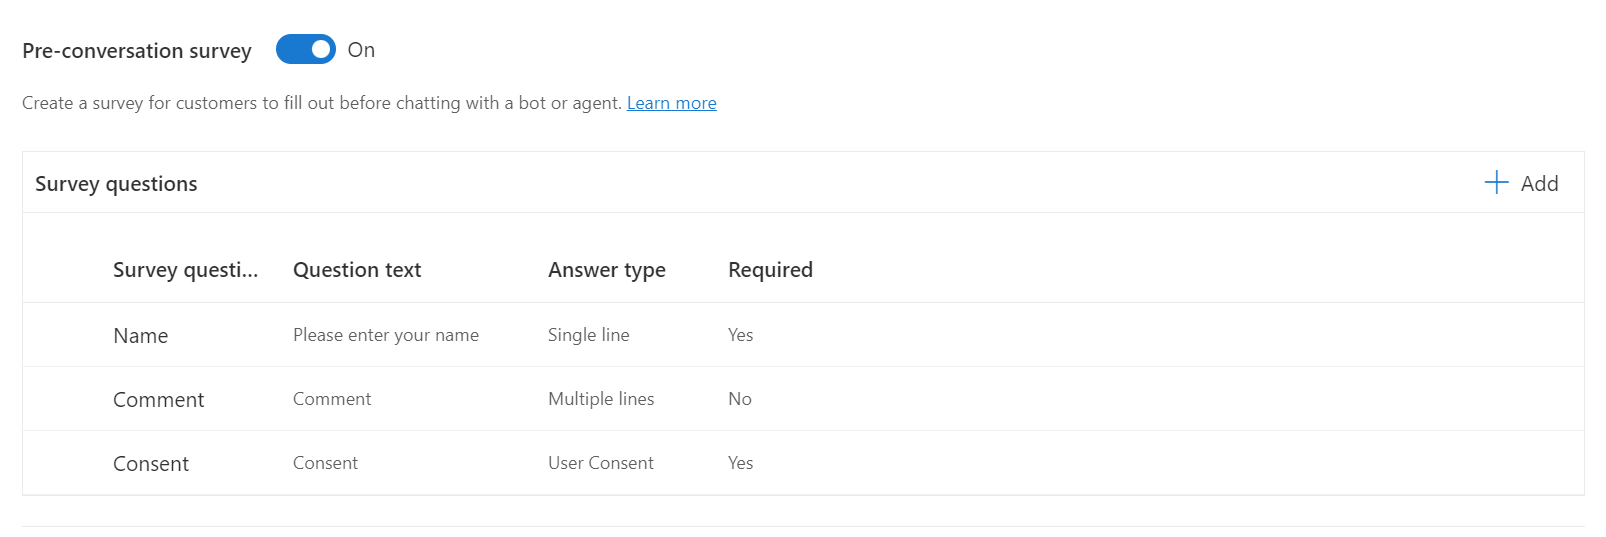 Pre-conversation survey On
Create a survey for customers to fill out before chatting with a bot or agent. Learn more
Survey questions Add
Survey questi... Question text Answer type Required
Name Please enter your name Single line Yes
Comment Comment Multiple lines No
Consent Consent User Consent Yes